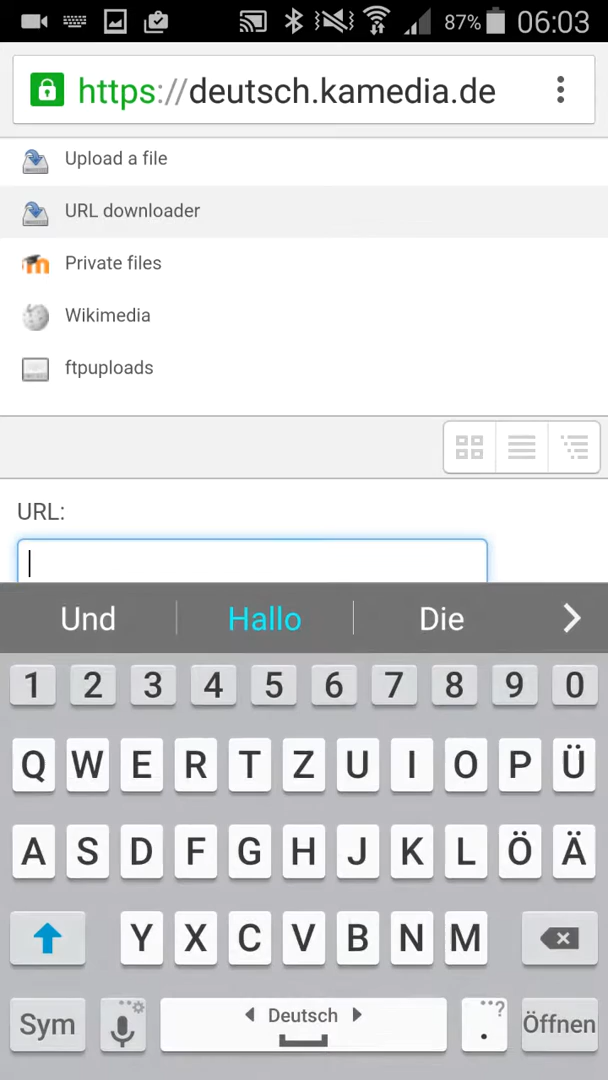 87% 06:03
https://deutsch.kamedia.de
Upload a file
URL downloader
Private files
Wikimedia
ftpuploads
URL:
Und Hallo Die
1 2 3 4 5 6 7 8 9 0
Q W E R T Z U I O P Ü
A S D F G H J K L Ö Ä
Y X C V B N M
Sym Deutsch . ? Öffnen